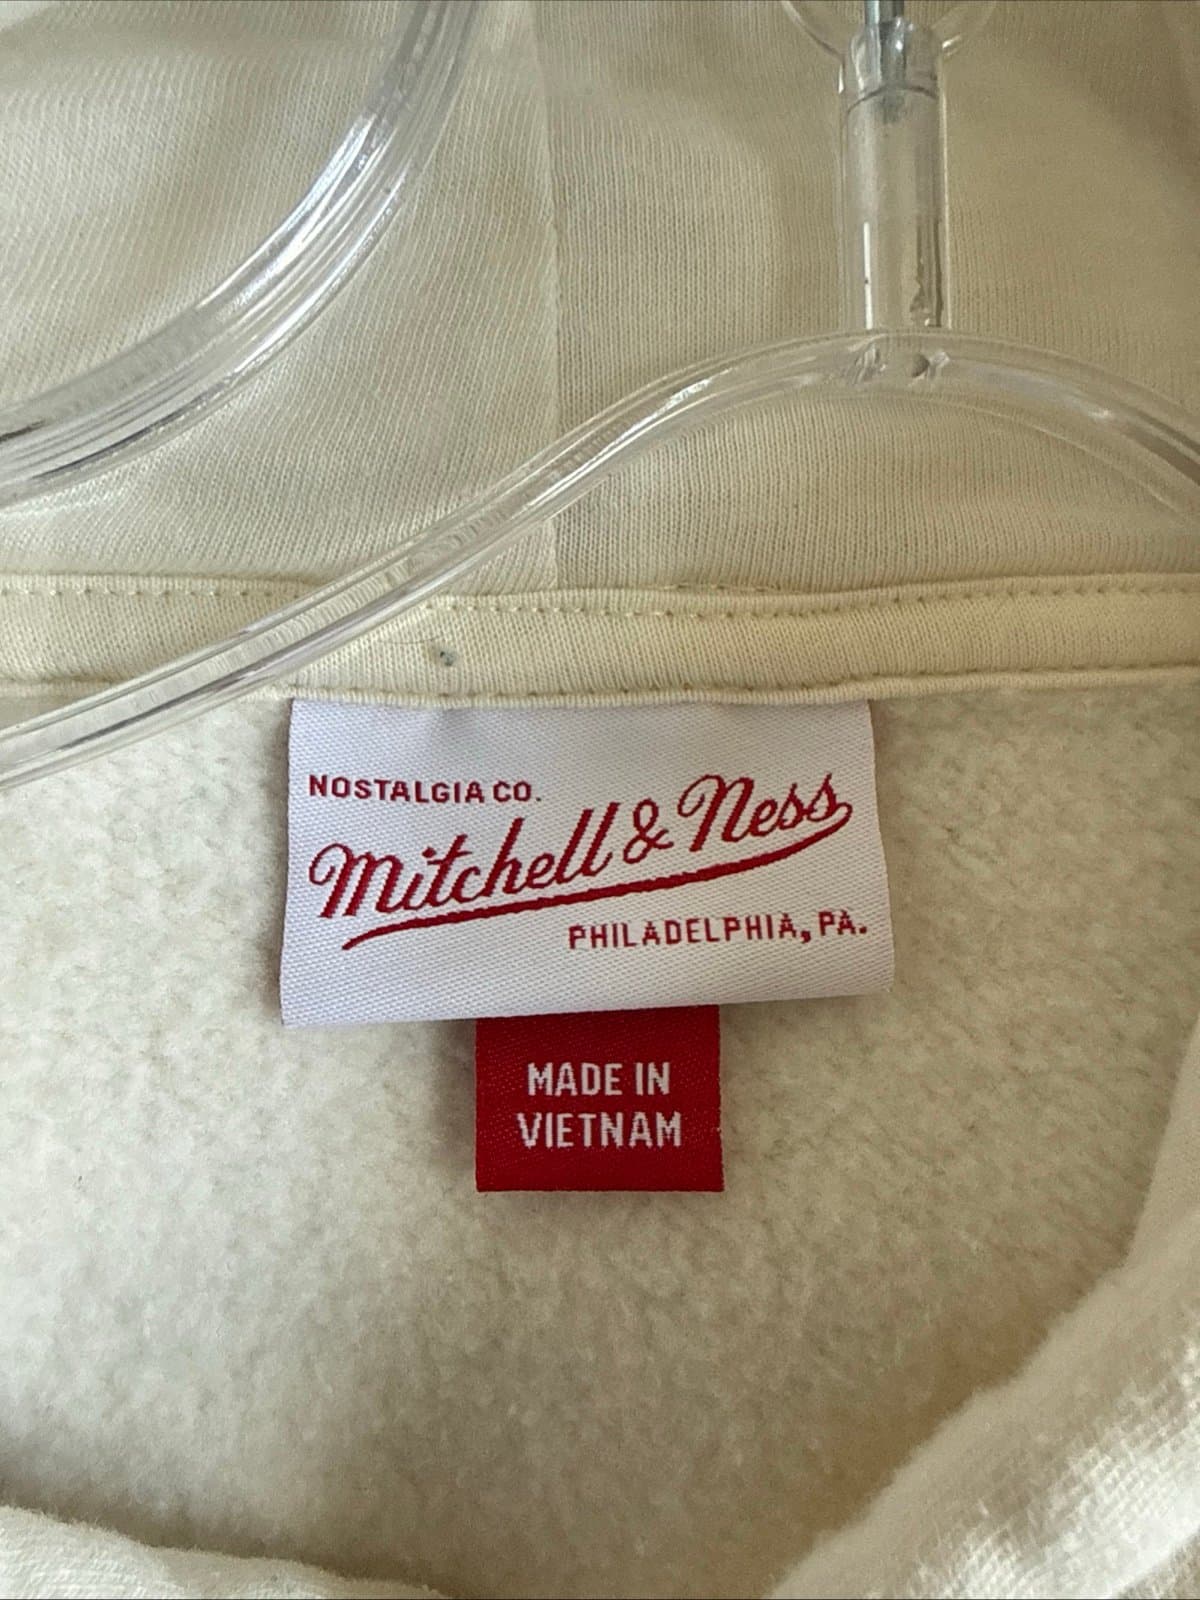 NOSTALGIA CO.
Mitchell & Ness
PHILADELPHIA, PA.
MADE IN
VIETNAM